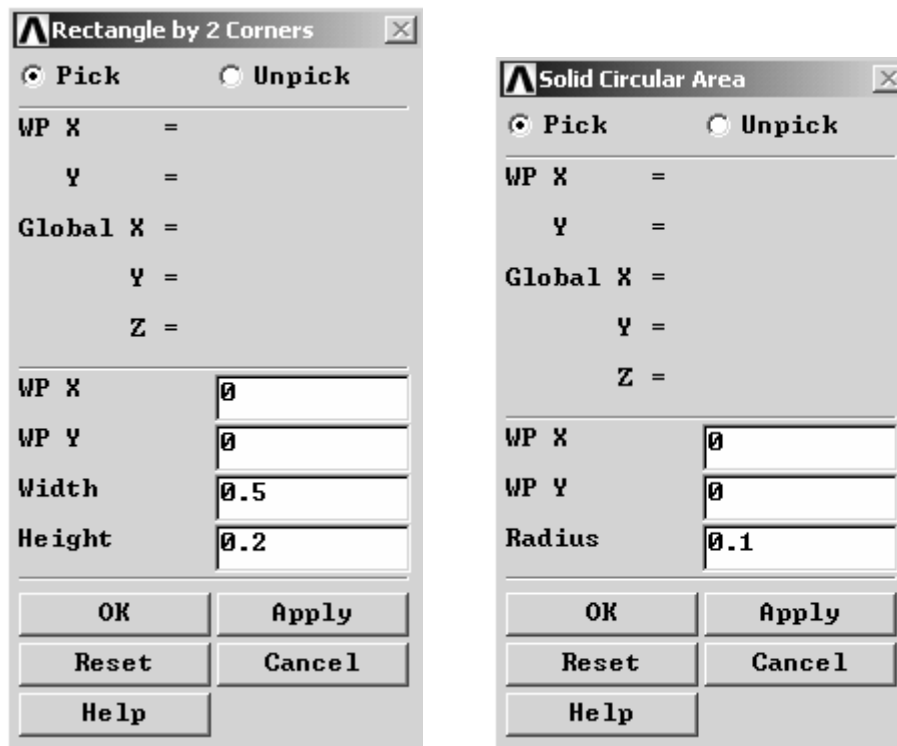 Rectangle by 2 Corners
Pick Unpick
WP X =
Y =
Global X =
Y =
Z =
WP X 0
WP Y 0
Width 0.5
Height 0.2
OK Apply
Reset Cancel
Help
Solid Circular Area
Pick Unpick
WP X =
Y =
Global X =
Y =
Z =
WP X 0
WP Y 0
Radius 0.1
OK Apply
Reset Cancel
Help